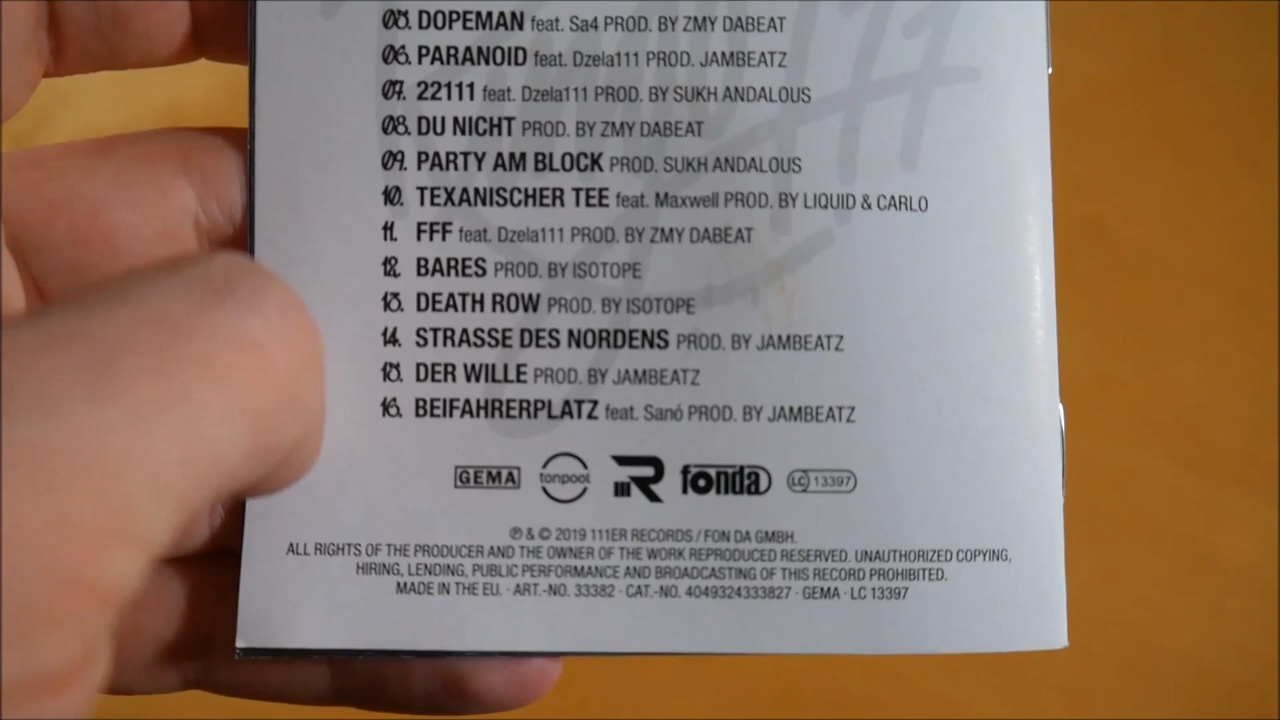 05. DOPEMAN feat. Sa4 PROD. BY ZMY DABEAT
06. PARANOID feat. Dzela111 PROD. JAMBEATZ
07. 22111 feat. Dzela111 PROD. BY SUKH ANDALOUS
08. DU NICHT PROD. BY ZMY DABEAT
09. PARTY AM BLOCK PROD. SUKH ANDALOUS
10. TEXANISCHER TEE feat. Maxwell PROD. BY LIQUID & CARLO
11. FFF feat. Dzela111 PROD. BY ZMY DABEAT
12. BARES PROD. BY ISOTOPE
13. DEATH ROW PROD. BY ISOTOPE
14. STRASSE DES NORDENS PROD. BY JAMBEATZ
15. DER WILLE PROD. BY JAMBEATZ
16. BEIFAHRERPLATZ feat. Sanó PROD. BY JAMBEATZ
GEMA tonpool R fonda LC 13397
℗ & © 2019 111ER RECORDS / FON DA GMBH.
ALL RIGHTS OF THE PRODUCER AND THE OWNER OF THE WORK REPRODUCED RESERVED. UNAUTHORIZED COPYING,
HIRING, LENDING, PUBLIC PERFORMANCE AND BROADCASTING OF THIS RECORD PROHIBITED.
MADE IN THE EU. · ART.-NO. 33382 · CAT.-NO. 4049324333827 · GEMA · LC 13397